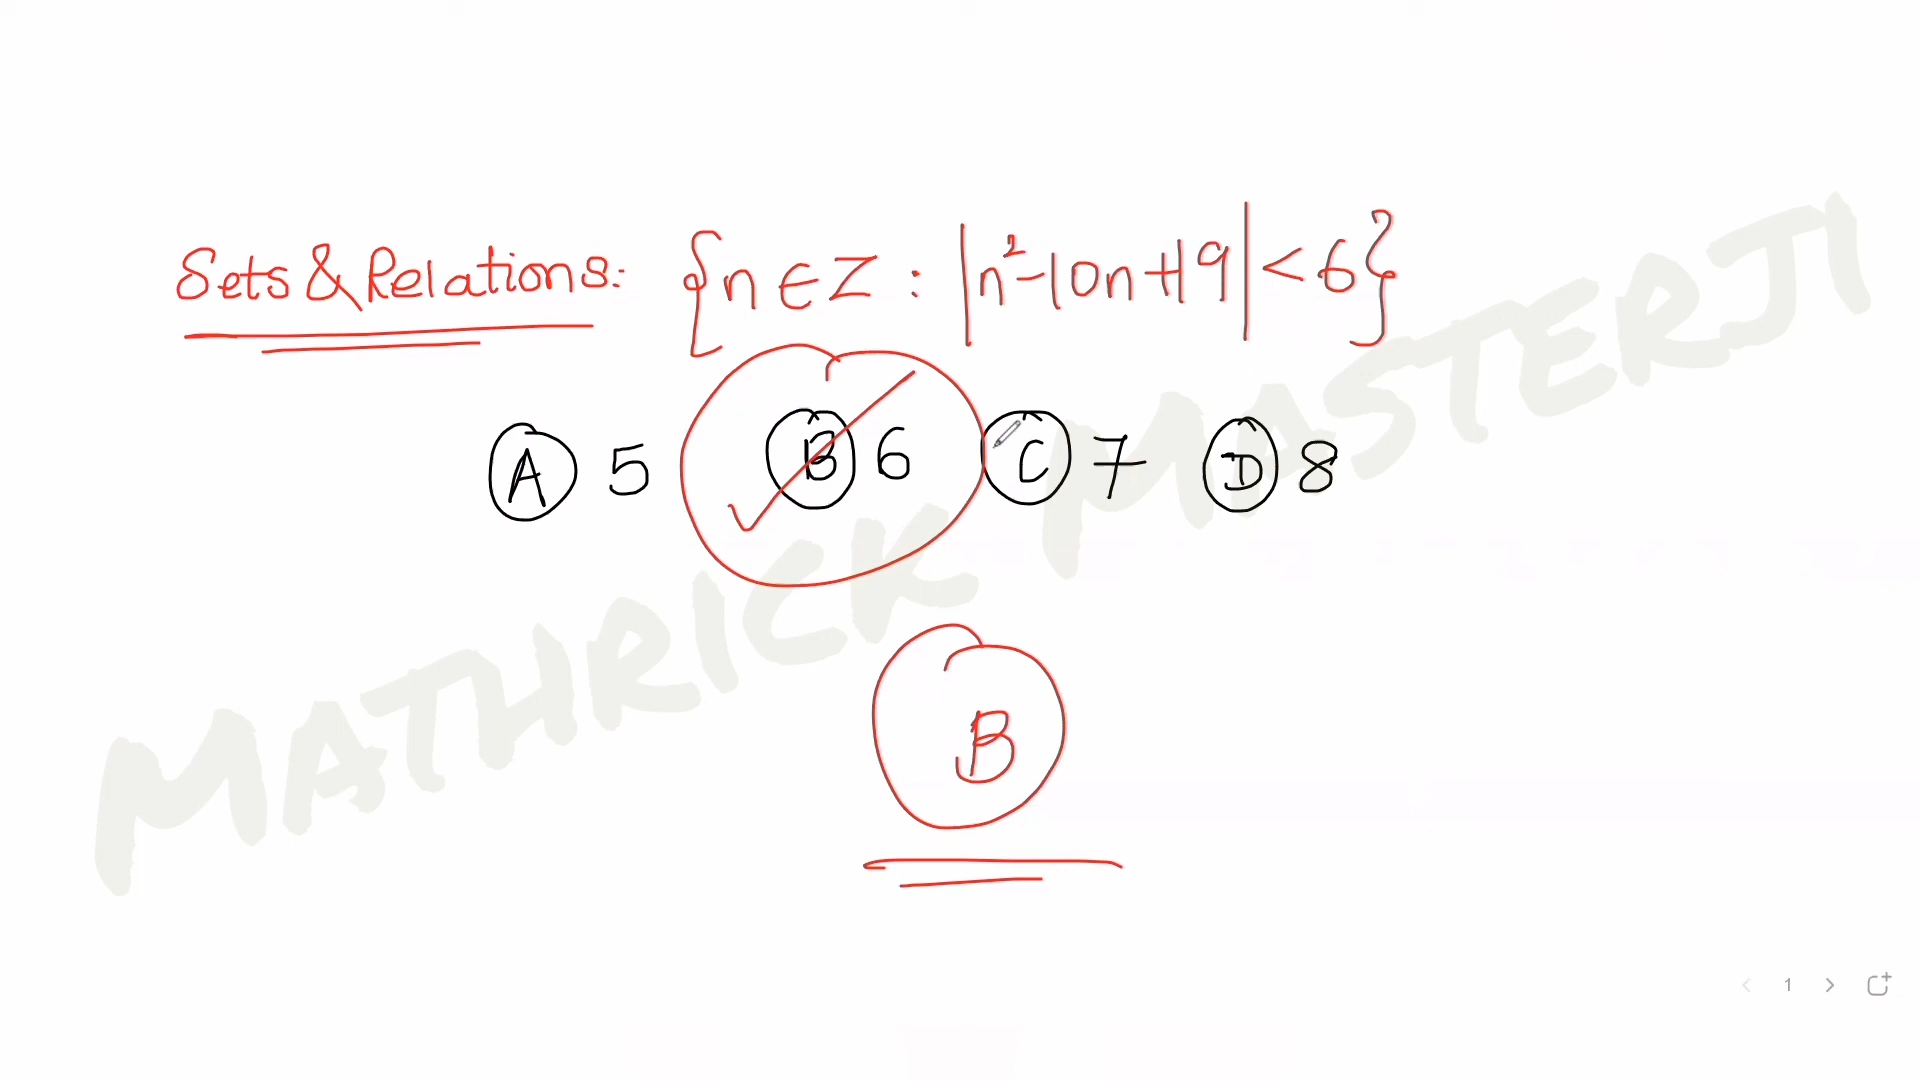 Sets & Relations: {n ∈ Z : |n²-10n+19| < 6}
A 5 B 6 C 7 D 8
B
MATHRICK MASTERJI
1